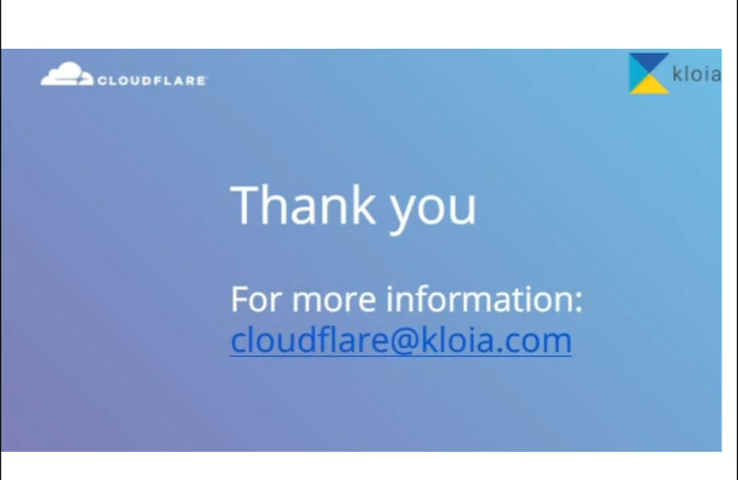 CLOUDFLARE
kloia
Thank you
For more information:
cloudflare@kloia.com